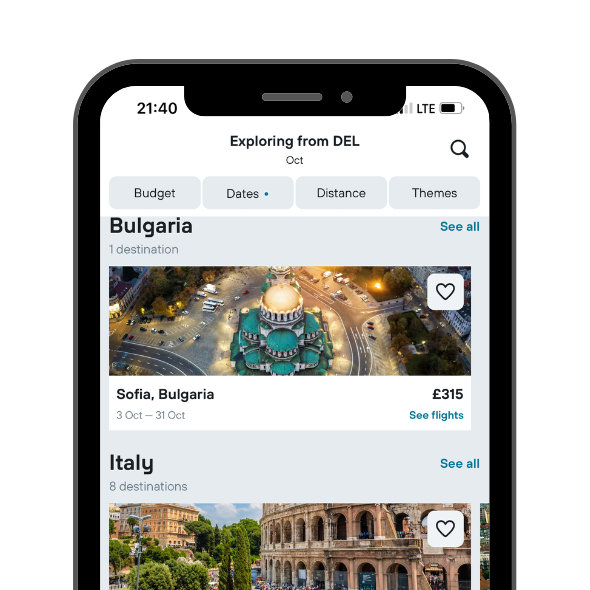 21:40
LTE
Exploring from DEL
Oct
Budget
Dates •
Distance
Themes
Bulgaria
See all
1 destination
Sofia, Bulgaria
£315
3 Oct — 31 Oct
See flights
Italy
See all
8 destinations